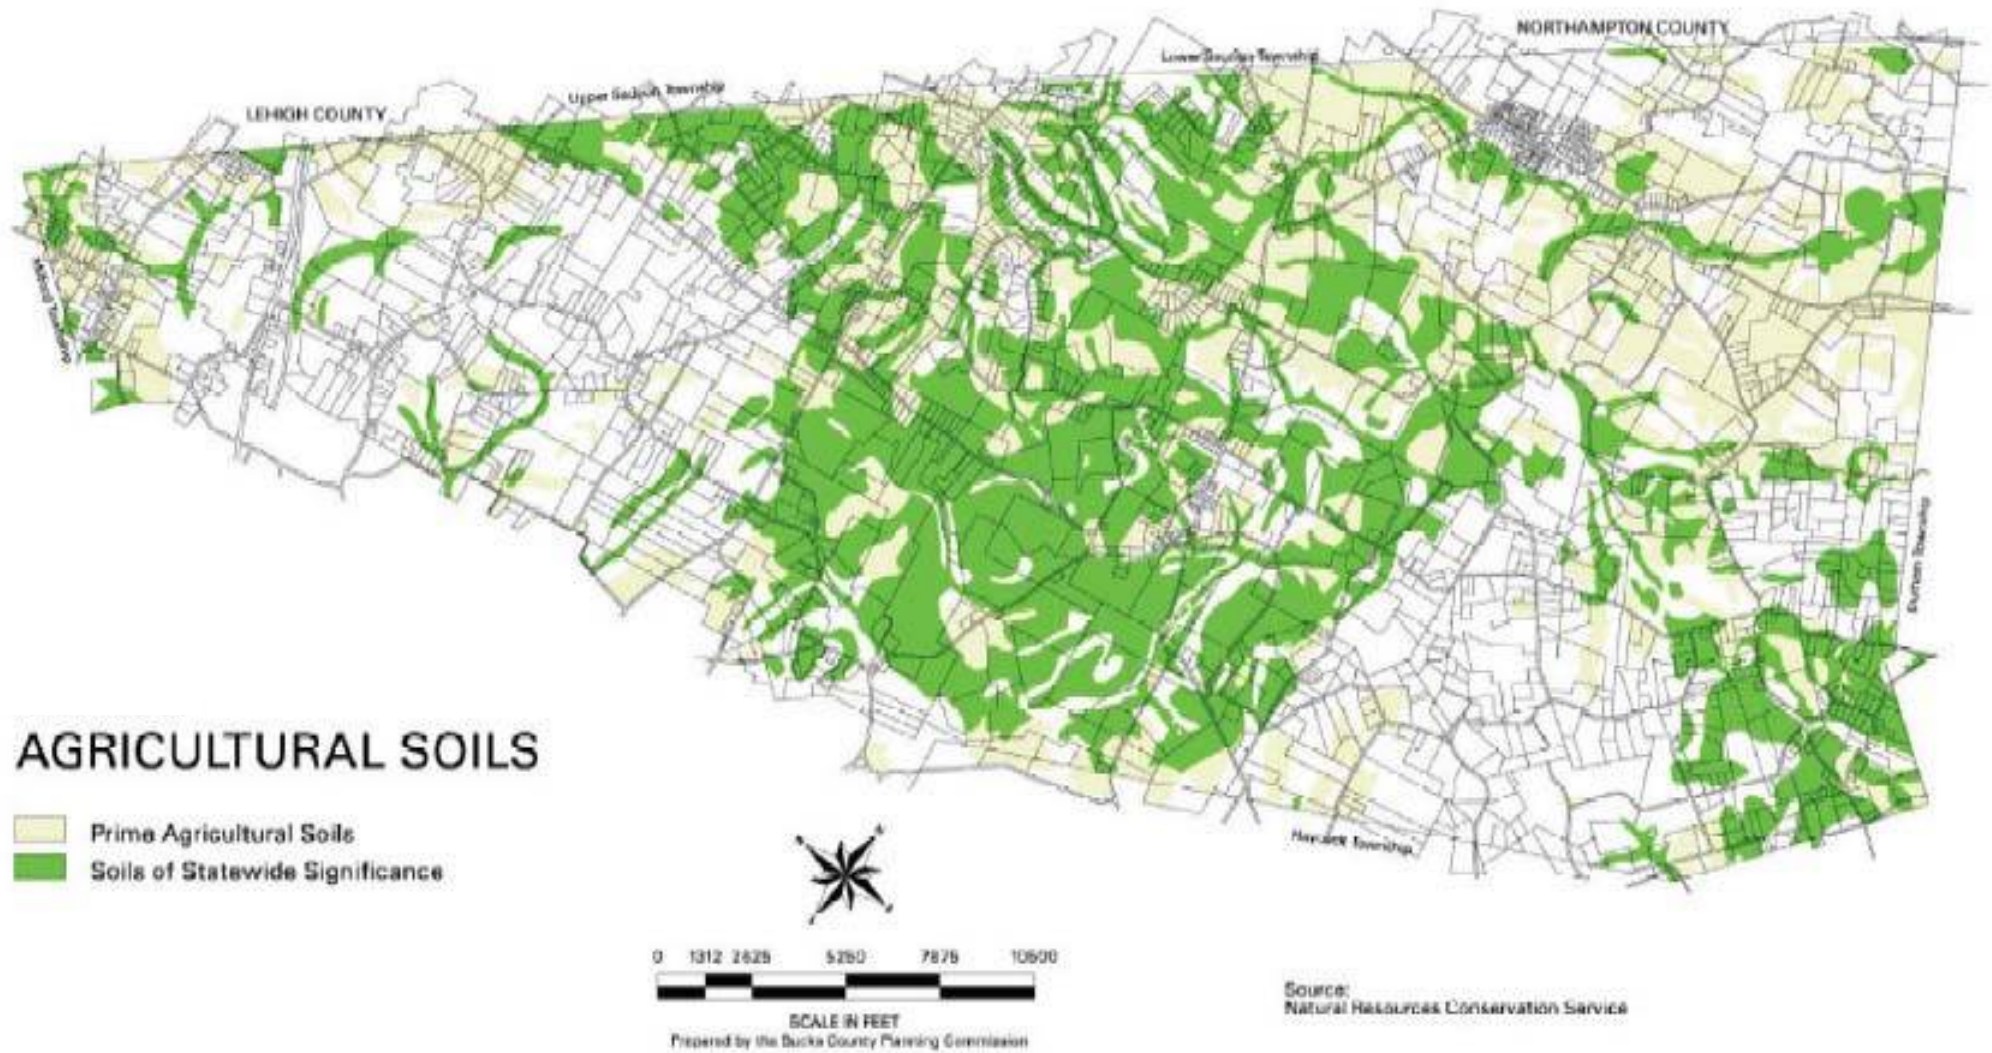 NORTHAMPTON COUNTY
Lower Saucon Township
Upper Saucon Township
LEHIGH COUNTY
Milford Township
Durham Township
AGRICULTURAL SOILS
Prime Agricultural Soils
Soils of Statewide Significance
Haycock Township
0 1312 2625 5250 7875 10500
SCALE IN FEET
Prepared by the Bucks County Planning Commission
Source:
Natural Resources Conservation Service